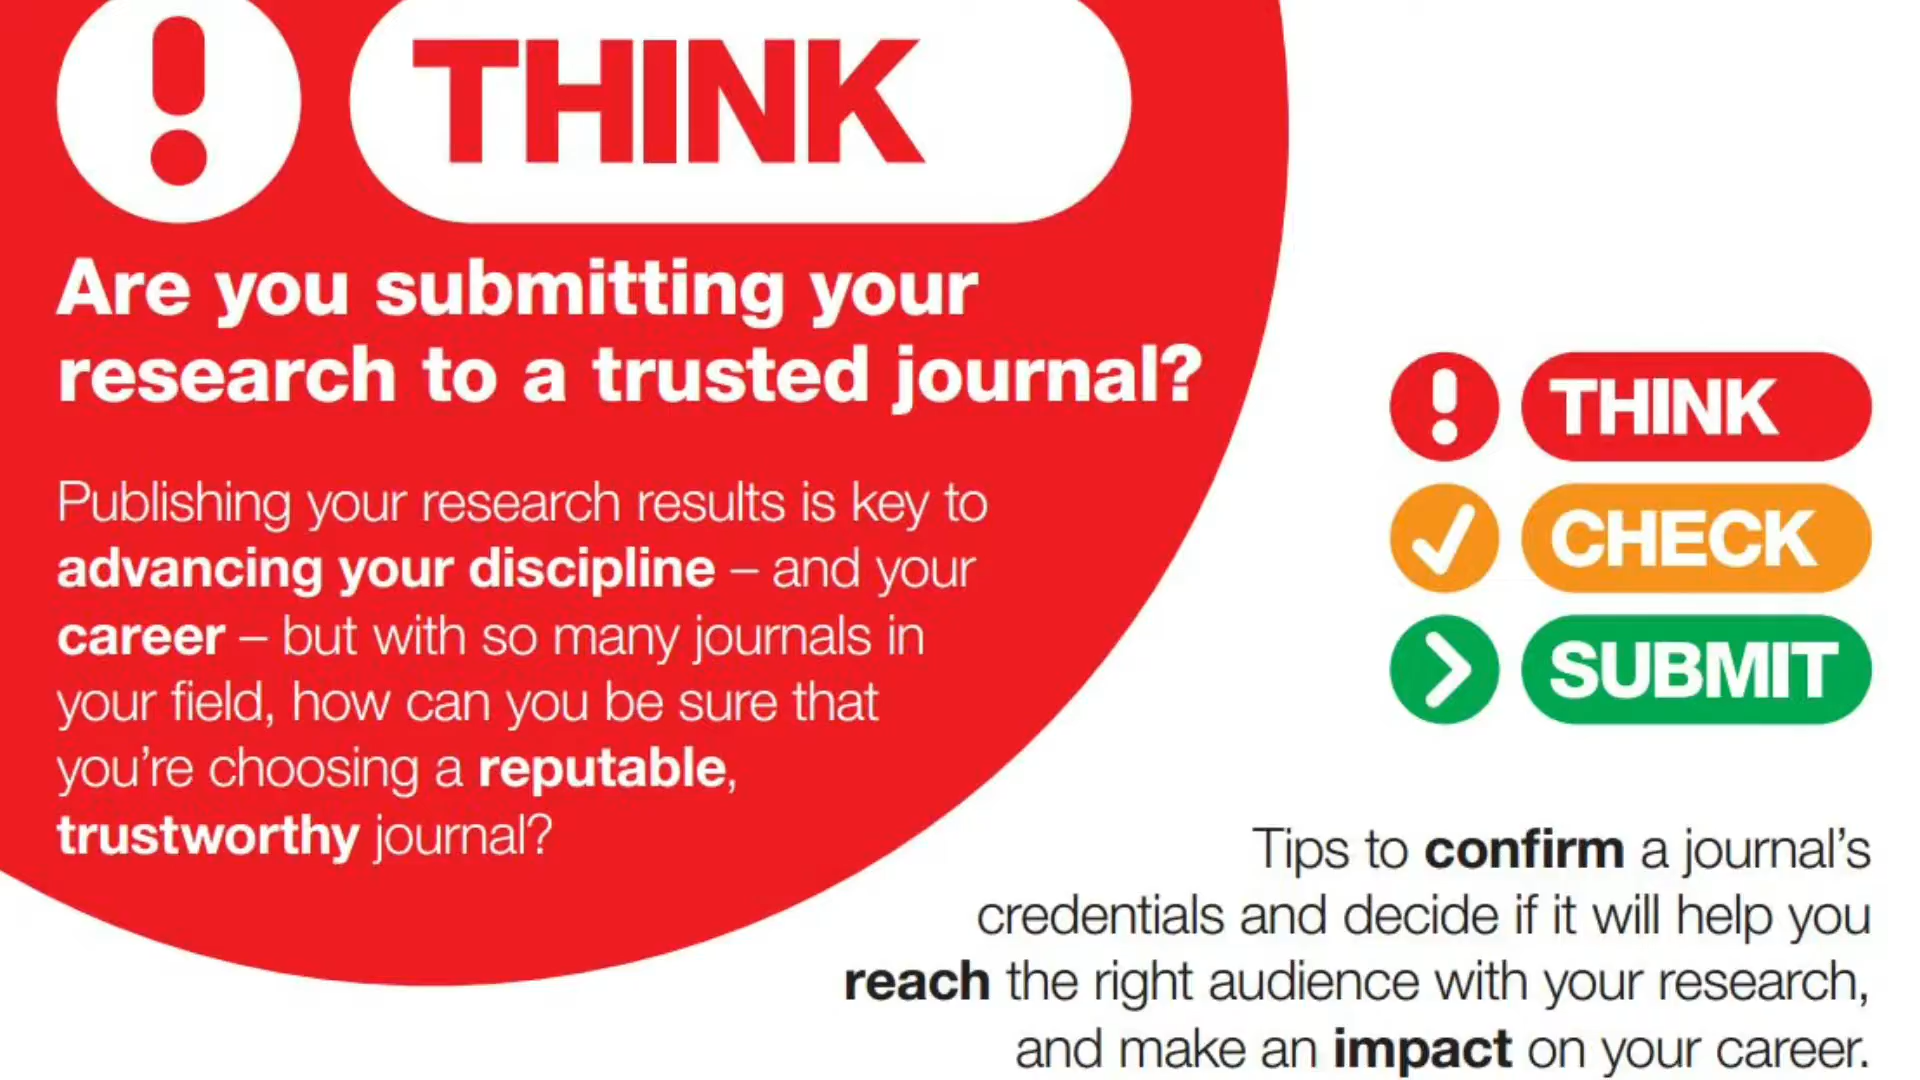 THINK
Are you submitting your
research to a trusted journal?
Publishing your research results is key to
advancing your discipline – and your
career – but with so many journals in
your field, how can you be sure that
you’re choosing a reputable,
trustworthy journal?
THINK
CHECK
SUBMIT
Tips to confirm a journal’s
credentials and decide if it will help you
reach the right audience with your research,
and make an impact on your career.